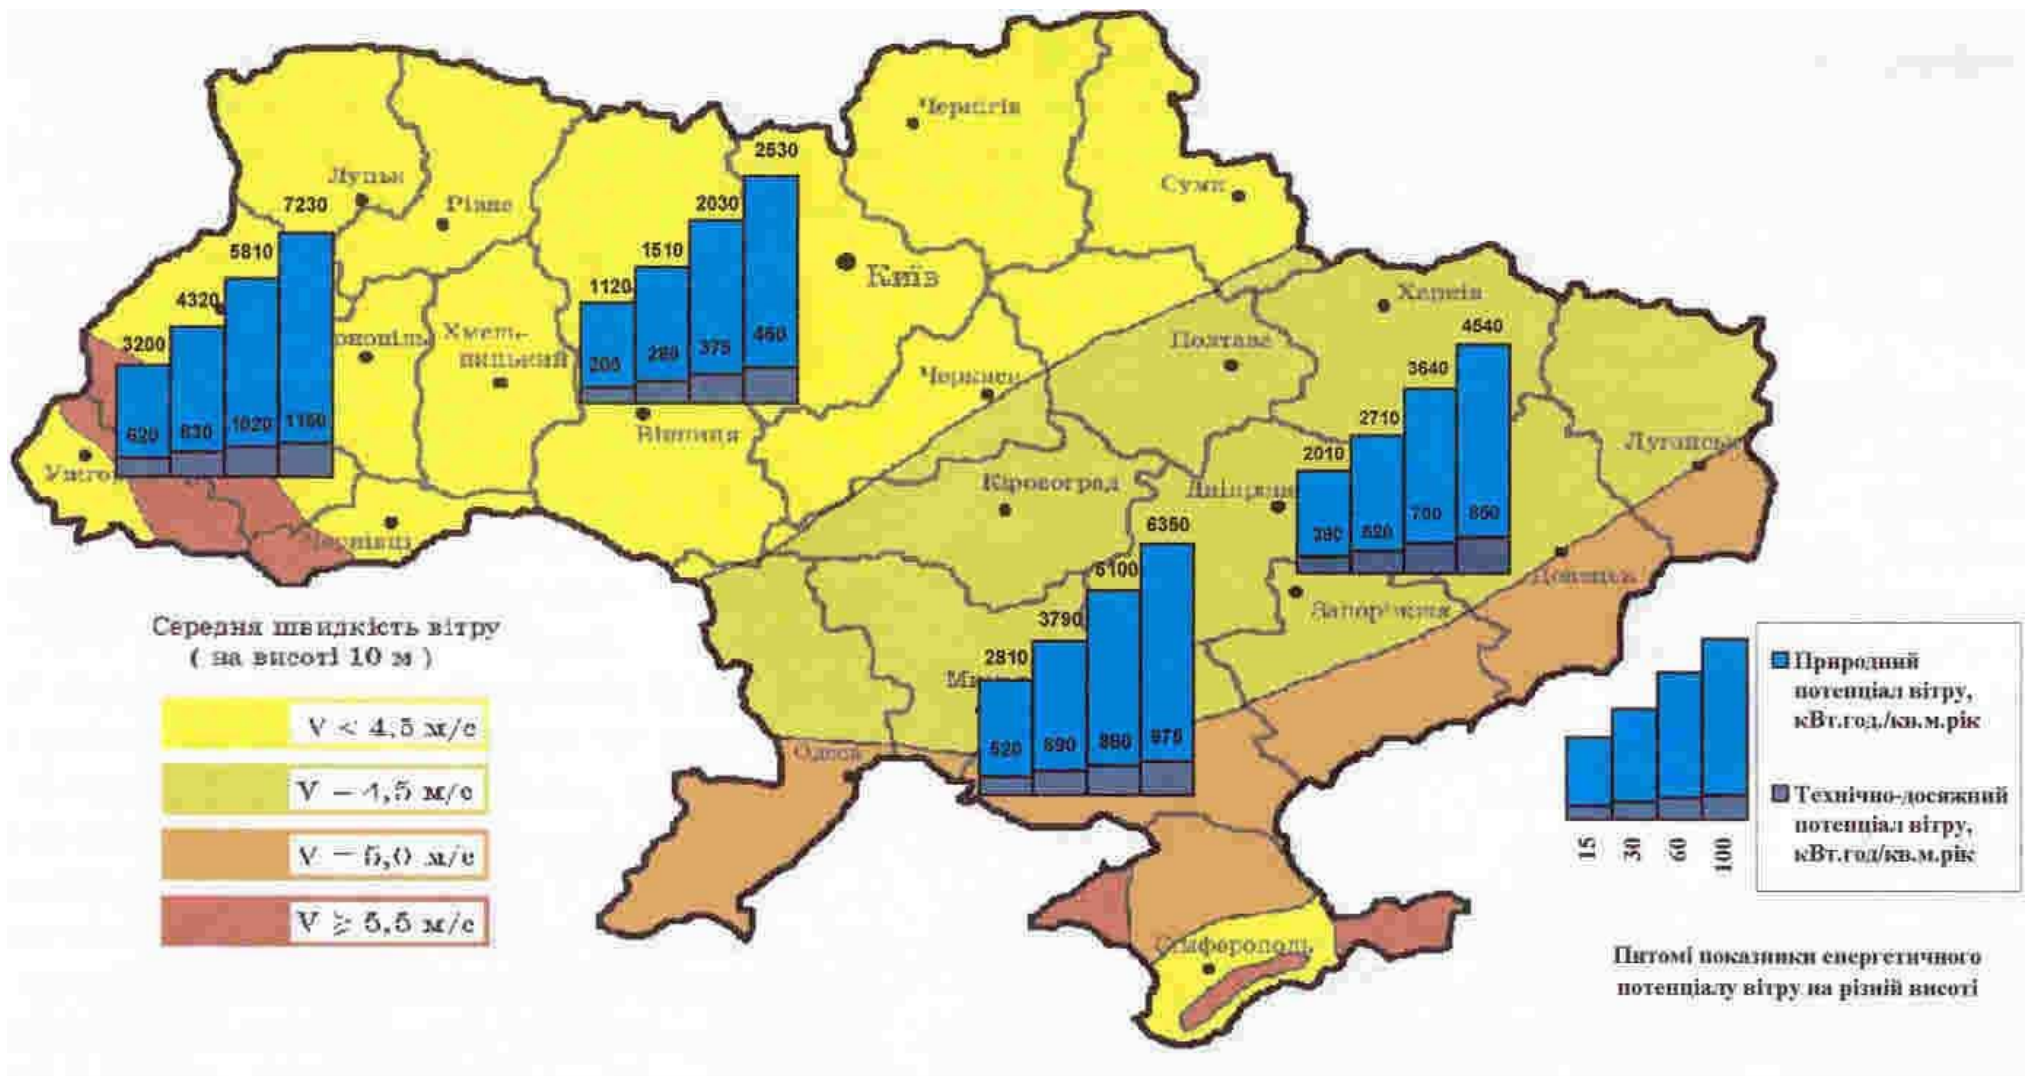 Чернігів
Луцьк
Рівне
Суми
2530
2030
1510
1120
205
280
375
460
Київ
7230
5810
4320
3200
620
830
1020
1150
Хмель-
ницький
Харків
Полтава
Черкаси
Вінниця
4540
3640
2710
2010
390
520
700
850
Луганськ
Кіровоград
Чернівці
6350
5100
3790
2810
520
690
860
975
Донецьк
Запоріжжя
Одеса
Сімферополь
Середня швидкість вітру
( на висоті 10 м )
V < 4,5 м/с
V = 4,5 м/с
V = 5,0 м/с
V ≥ 5,5 м/с
15
30
60
100
Природний
потенціал вітру,
кВт.год./кв.м.рік
Технічно-досяжний
потенціал вітру,
кВт.год/кв.м.рік
Питомі показники енергетичного
потенціалу вітру на різній висоті